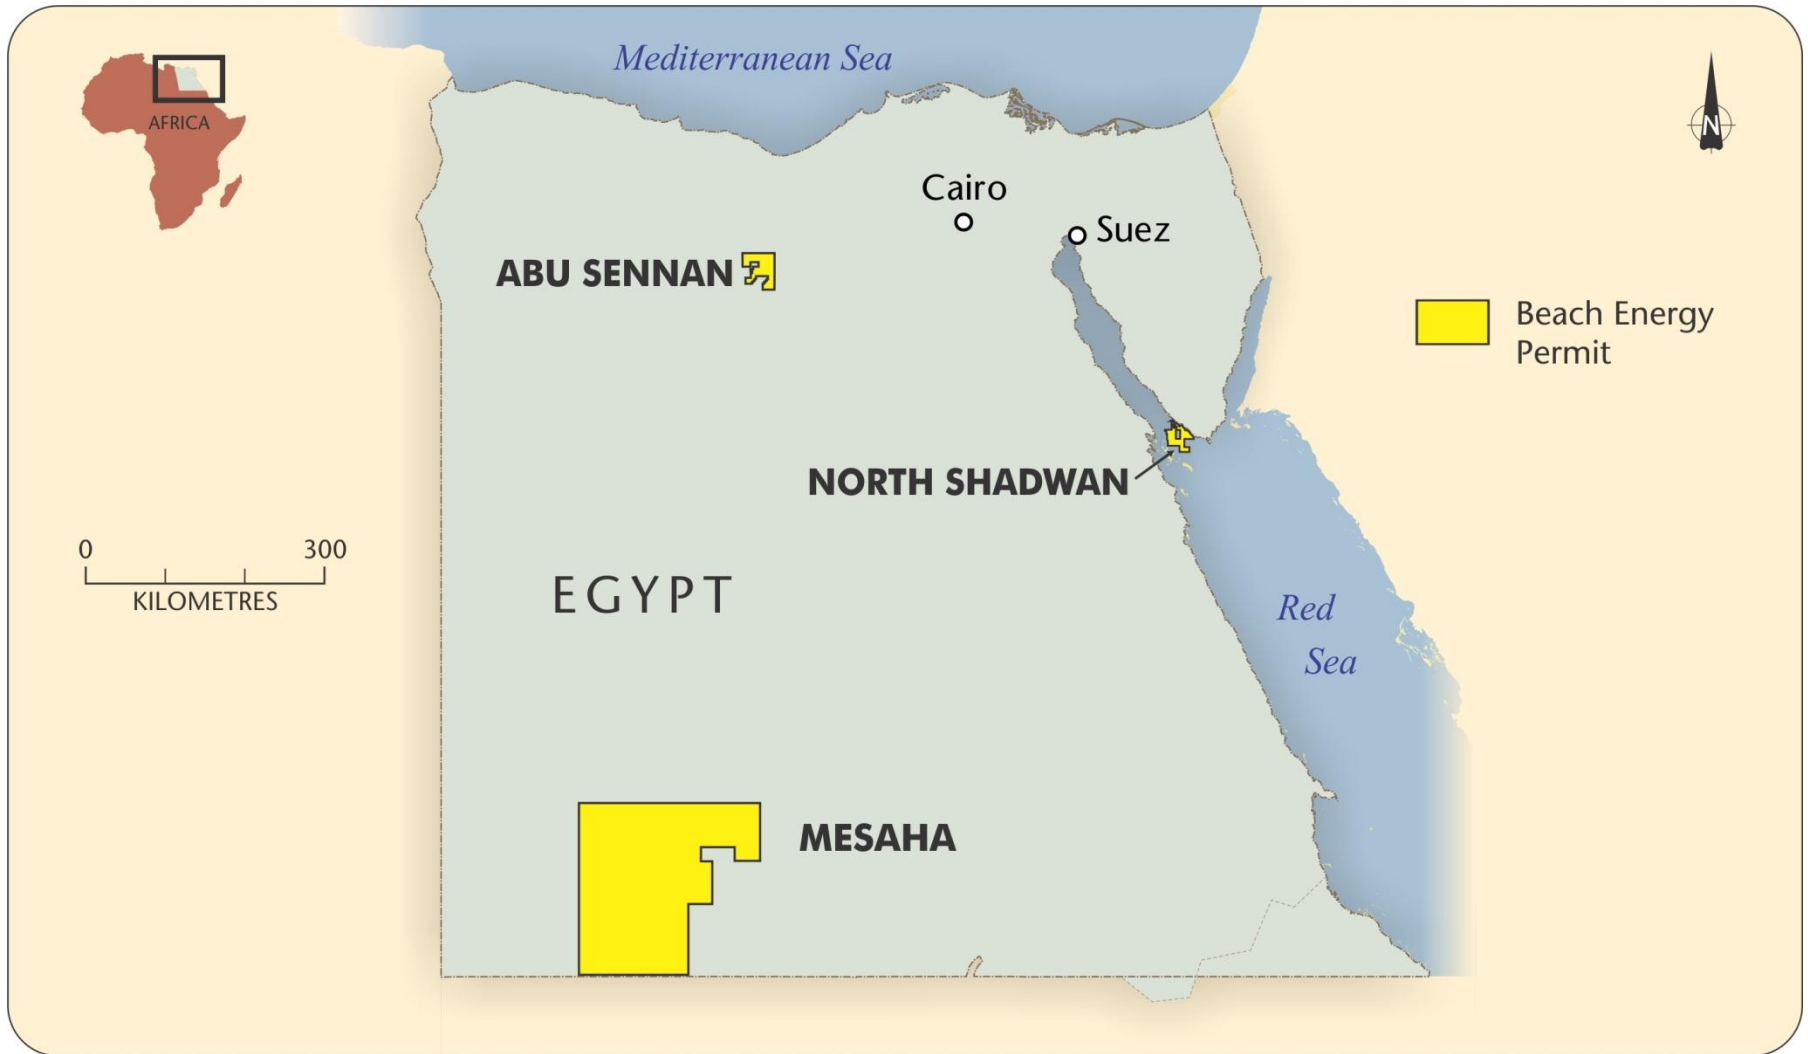 Mediterranean Sea
AFRICA
N
Cairo
Suez
ABU SENNAN
Beach Energy
Permit
NORTH SHADWAN
0 300
KILOMETRES
EGYPT
Red
Sea
MESAHA